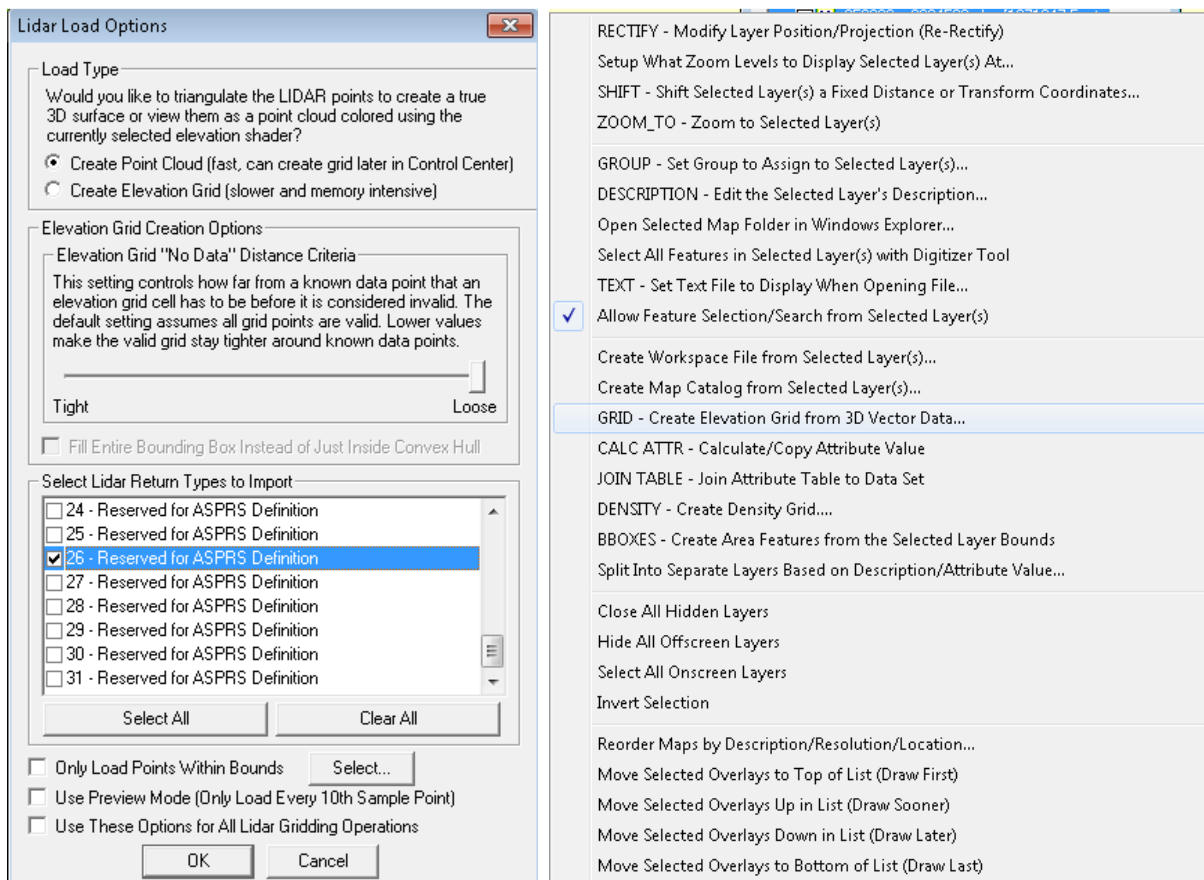 Lidar Load Options
Load Type
Would you like to triangulate the LIDAR points to create a true
3D surface or view them as a point cloud colored using the
currently selected elevation shader?
Create Point Cloud (fast, can create grid later in Control Center)
Create Elevation Grid (slower and memory intensive)
Elevation Grid Creation Options
Elevation Grid "No Data" Distance Criteria
This setting controls how far from a known data point that an
elevation grid cell has to be before it is considered invalid. The
default setting assumes all grid points are valid. Lower values
make the valid grid stay tighter around known data points.
Tight Loose
Fill Entire Bounding Box Instead of Just Inside Convex Hull
Select Lidar Return Types to Import
24 - Reserved for ASPRS Definition
25 - Reserved for ASPRS Definition
26 - Reserved for ASPRS Definition
27 - Reserved for ASPRS Definition
28 - Reserved for ASPRS Definition
29 - Reserved for ASPRS Definition
30 - Reserved for ASPRS Definition
31 - Reserved for ASPRS Definition
Select All Clear All
Only Load Points Within Bounds Select...
Use Preview Mode (Only Load Every 10th Sample Point)
Use These Options for All Lidar Gridding Operations
OK Cancel
RECTIFY - Modify Layer Position/Projection (Re-Rectify)
Setup What Zoom Levels to Display Selected Layer(s) At...
SHIFT - Shift Selected Layer(s) a Fixed Distance or Transform Coordinates...
ZOOM_TO - Zoom to Selected Layer(s)
GROUP - Set Group to Assign to Selected Layer(s)...
DESCRIPTION - Edit the Selected Layer's Description...
Open Selected Map Folder in Windows Explorer...
Select All Features in Selected Layer(s) with Digitizer Tool
TEXT - Set Text File to Display When Opening File...
Allow Feature Selection/Search from Selected Layer(s)
Create Workspace File from Selected Layer(s)...
Create Map Catalog from Selected Layer(s)...
GRID - Create Elevation Grid from 3D Vector Data...
CALC ATTR - Calculate/Copy Attribute Value
JOIN TABLE - Join Attribute Table to Data Set
DENSITY - Create Density Grid....
BBOXES - Create Area Features from the Selected Layer Bounds
Split Into Separate Layers Based on Description/Attribute Value...
Close All Hidden Layers
Hide All Offscreen Layers
Select All Onscreen Layers
Invert Selection
Reorder Maps by Description/Resolution/Location...
Move Selected Overlays to Top of List (Draw First)
Move Selected Overlays Up in List (Draw Sooner)
Move Selected Overlays Down in List (Draw Later)
Move Selected Overlays to Bottom of List (Draw Last)